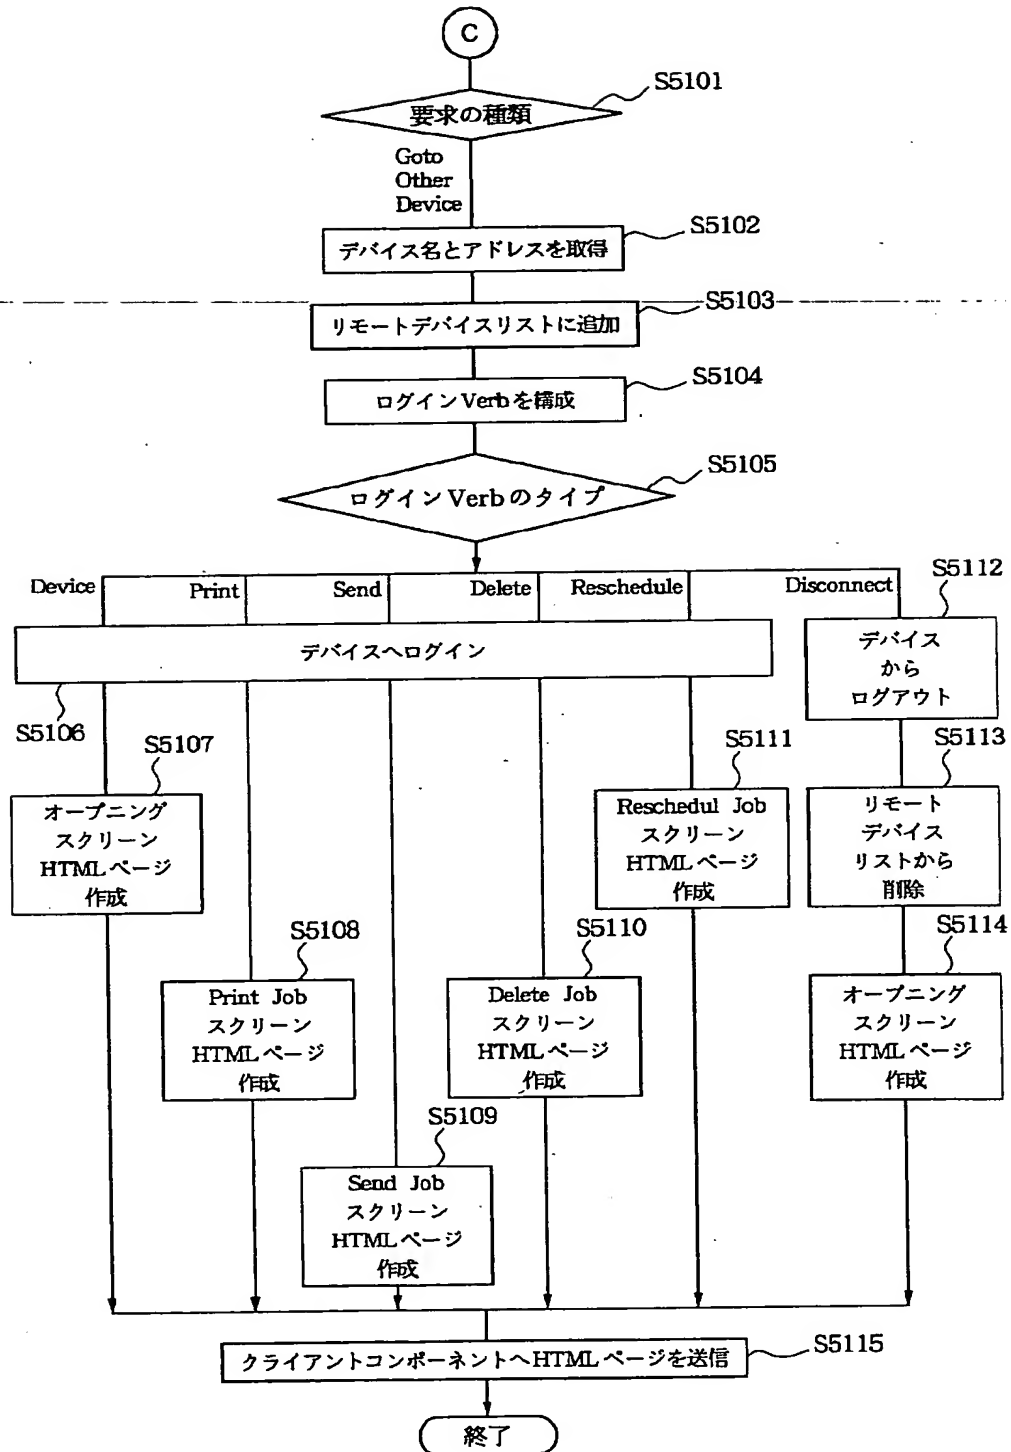 C
S5101
要求の種類
Goto
Other
Device
S5102
デバイス名とアドレスを取得
S5103
リモートデバイスリストに追加
S5104
ログインVerbを構成
S5105
ログインVerbのタイプ
Device
Print
Send
Delete
Reschedule
Disconnect
S5112
デバイスへログイン
デバイス
から
ログアウト
S5106
S5107
オープニング
スクリーン
HTMLページ
作成
S5111
Reschedul Job
スクリーン
HTMLページ
作成
S5113
リモート
デバイス
リストから
削除
S5108
Print Job
スクリーン
HTMLページ
作成
S5110
Delete Job
スクリーン
HTMLページ
作成
S5114
オープニング
スクリーン
HTMLページ
作成
S5109
Send Job
スクリーン
HTMLページ
作成
クライアントコンポーネントへHTMLページを送信
S5115
終了